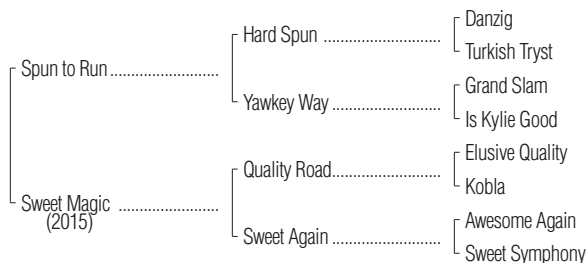 Danzig
Hard Spun ........................
Turkish Tryst
Spun to Run ........................
Grand Slam
Yawkey Way ........................
Is Kylie Good
Elusive Quality
Quality Road........................
Kobla
Sweet Magic ........................
(2015)
Awesome Again
Sweet Again ........................
Sweet Symphony